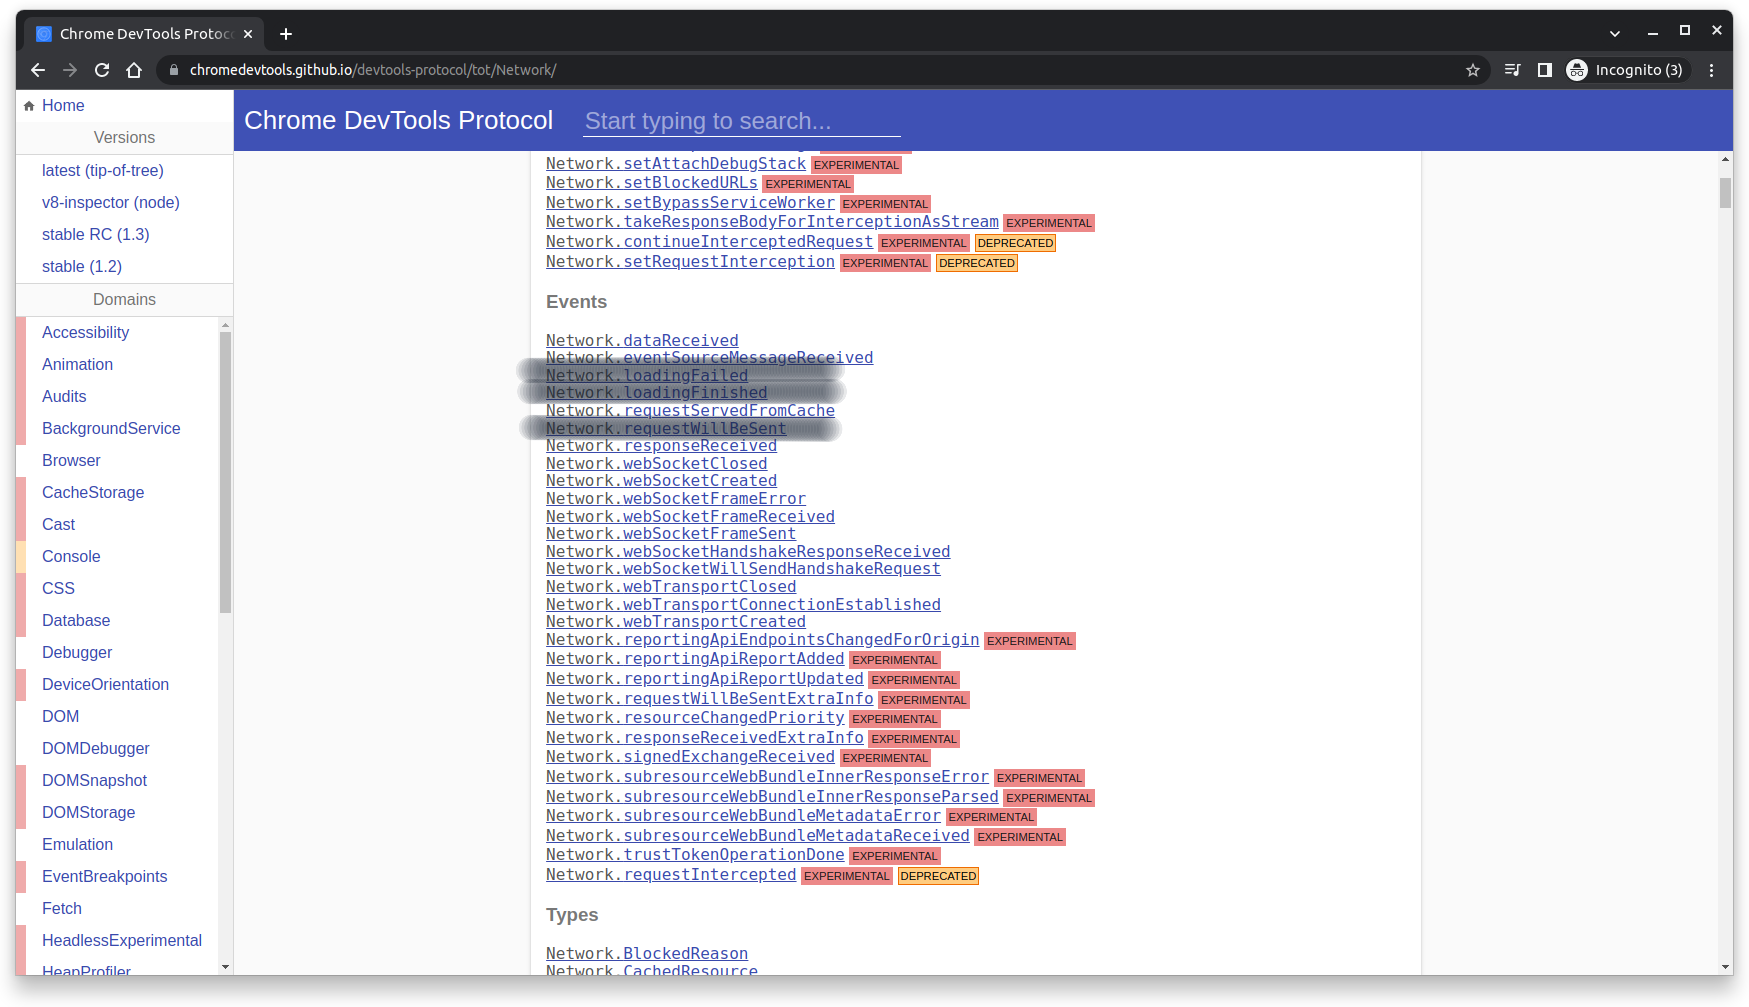 Chrome DevTools Protoco
chromedevtools.github.io/devtools-protocol/tot/Network/
Incognito (3)
Home
Versions
latest (tip-of-tree)
v8-inspector (node)
stable RC (1.3)
stable (1.2)
Domains
Accessibility
Animation
Audits
BackgroundService
Browser
CacheStorage
Cast
Console
CSS
Database
Debugger
DeviceOrientation
DOM
DOMDebugger
DOMSnapshot
DOMStorage
Emulation
EventBreakpoints
Fetch
HeadlessExperimental
HeapProfiler
Chrome DevTools Protocol
Start typing to search...
Network.setAttachDebugStack EXPERIMENTAL
Network.setBlockedURLs EXPERIMENTAL
Network.setBypassServiceWorker EXPERIMENTAL
Network.takeResponseBodyForInterceptionAsStream EXPERIMENTAL
Network.continueInterceptedRequest EXPERIMENTAL DEPRECATED
Network.setRequestInterception EXPERIMENTAL DEPRECATED
Events
Network.dataReceived
Network.eventSourceMessageReceived
Network.loadingFailed
Network.loadingFinished
Network.requestServedFromCache
Network.requestWillBeSent
Network.responseReceived
Network.webSocketClosed
Network.webSocketCreated
Network.webSocketFrameError
Network.webSocketFrameReceived
Network.webSocketFrameSent
Network.webSocketHandshakeResponseReceived
Network.webSocketWillSendHandshakeRequest
Network.webTransportClosed
Network.webTransportConnectionEstablished
Network.webTransportCreated
Network.reportingApiEndpointsChangedForOrigin EXPERIMENTAL
Network.reportingApiReportAdded EXPERIMENTAL
Network.reportingApiReportUpdated EXPERIMENTAL
Network.requestWillBeSentExtraInfo EXPERIMENTAL
Network.resourceChangedPriority EXPERIMENTAL
Network.responseReceivedExtraInfo EXPERIMENTAL
Network.signedExchangeReceived EXPERIMENTAL
Network.subresourceWebBundleInnerResponseError EXPERIMENTAL
Network.subresourceWebBundleInnerResponseParsed EXPERIMENTAL
Network.subresourceWebBundleMetadataError EXPERIMENTAL
Network.subresourceWebBundleMetadataReceived EXPERIMENTAL
Network.trustTokenOperationDone EXPERIMENTAL
Network.requestIntercepted EXPERIMENTAL DEPRECATED
Types
Network.BlockedReason
Network.CachedResource